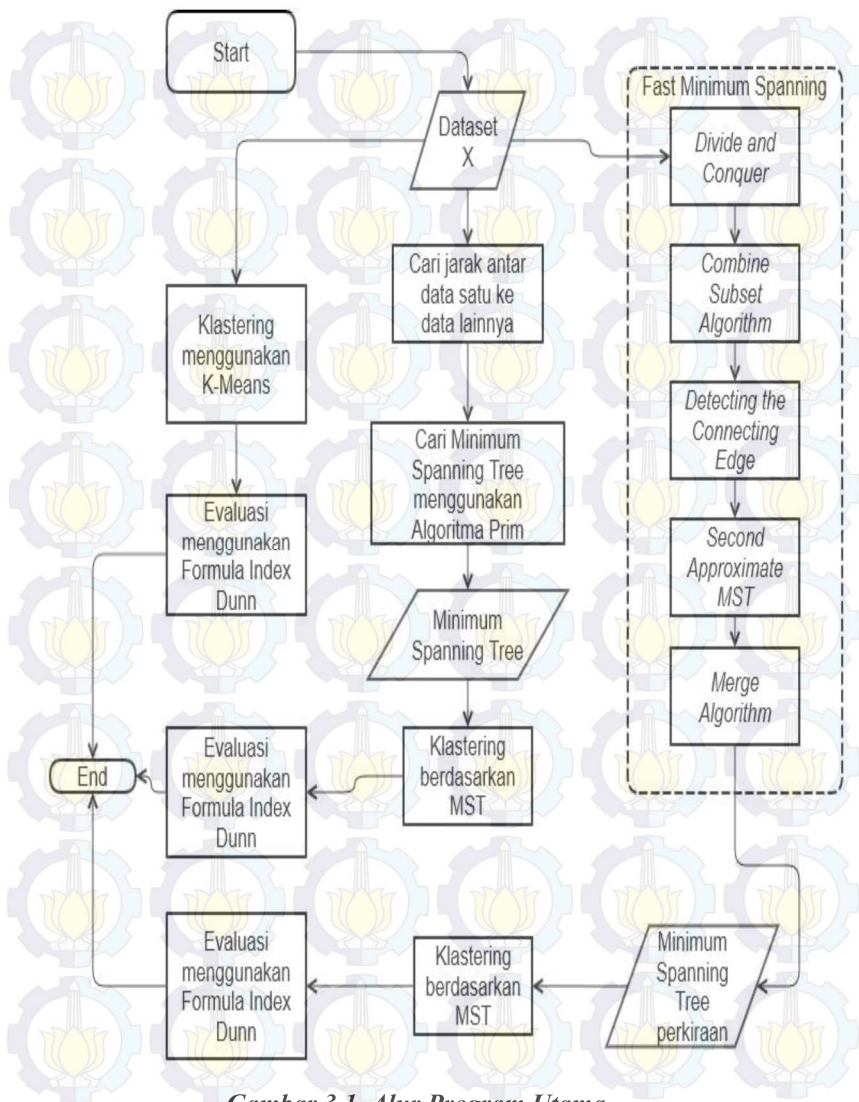 Start
Dataset
X
Fast Minimum Spanning
Divide and
Conquer
Combine
Subset
Algorithm
Detecting the
Connecting
Edge
Second
Approximate
MST
Merge
Algorithm
Cari jarak antar
data satu ke
data lainnya
Cari Minimum
Spanning Tree
menggunakan
Algoritma Prim
Minimum
Spanning Tree
Klastering
berdasarkan
MST
Klastering
menggunakan
K-Means
Evaluasi
menggunakan
Formula Index
Dunn
Evaluasi
menggunakan
Formula Index
Dunn
End
Minimum
Spanning
Tree
perkiraan
Klastering
berdasarkan
MST
Evaluasi
menggunakan
Formula Index
Dunn
Gambar 3.1. Alur Program Utama